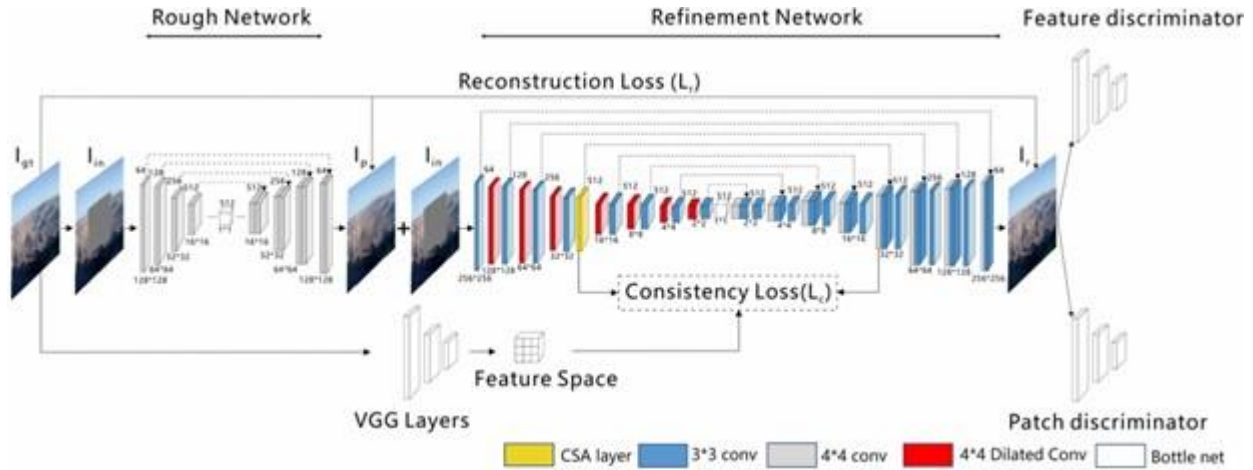 Rough Network
Refinement Network
Feature discriminator
Reconstruction Loss (Lr)
Igt
Iin
Ip
Iin
Ir
64
128
256
512
512
512
256
128
64
1*1
16*16
16*16
32*32
32*32
64*64
64*64
128*128
128*128
+
64
128
256
512
512
512
512
512
512
512
512
512
512
256
128
64
256*256
128*128
64*64
32*32
16*16
8*8
4*4
2*2
1*1
2*2
4*4
8*8
16*16
32*32
64*64
128*128
256*256
Consistency Loss(Lc)
Feature Space
VGG Layers
Patch discriminator
CSA layer
3*3 conv
4*4 conv
4*4 Dilated Conv
Bottle net